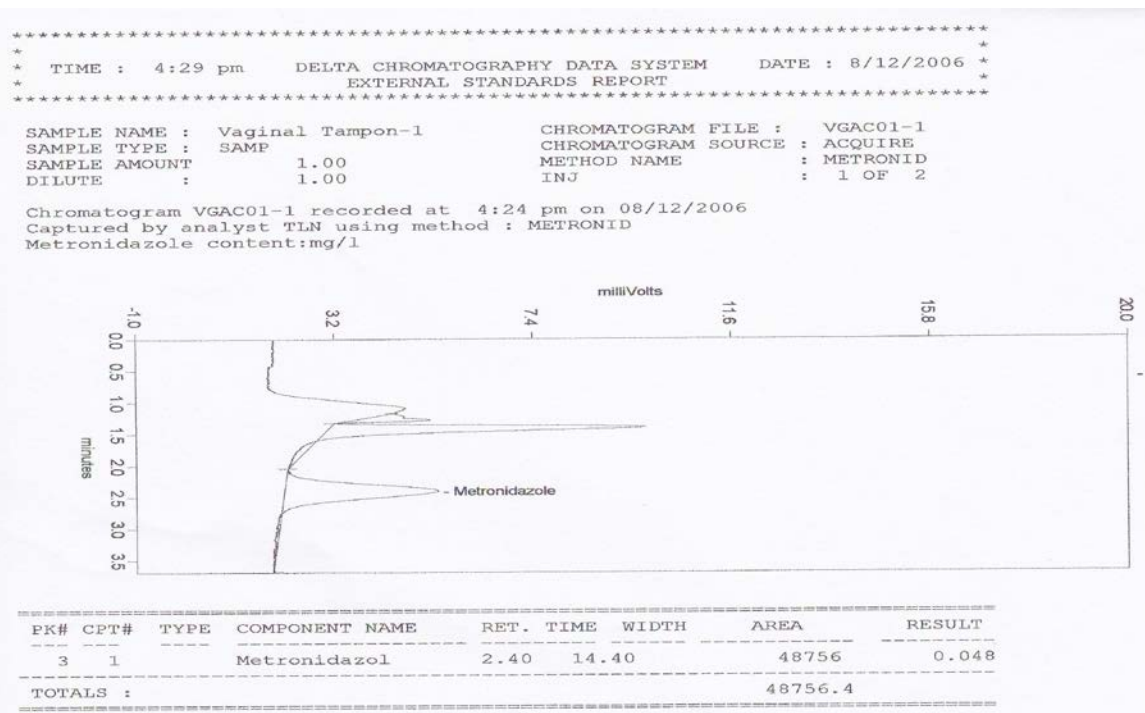 ********************************************************************************
* *
* TIME : 4:29 pm DELTA CHROMATOGRAPHY DATA SYSTEM DATE : 8/12/2006 *
* EXTERNAL STANDARDS REPORT *
********************************************************************************
SAMPLE NAME : Vaginal Tampon-1 CHROMATOGRAM FILE : VGAC01-1
SAMPLE TYPE : SAMP CHROMATOGRAM SOURCE : ACQUIRE
SAMPLE AMOUNT 1.00 METHOD NAME : METRONID
DILUTE : 1.00 INJ : 1 OF 2
Chromatogram VGAC01-1 recorded at 4:24 pm on 08/12/2006
Captured by analyst TLN using method : METRONID
Metronidazole content:mg/l
milliVolts
-1.0 3.2 7.4 11.6 15.8 20.0
0.0
0.5
1.0
1.5
minutes
2.0
2.5
3.0
3.5
- Metronidazole
PK# CPT# TYPE COMPONENT NAME RET. TIME WIDTH AREA RESULT
3 1 Metronidazol 2.40 14.40 48756 0.048
TOTALS : 48756.4